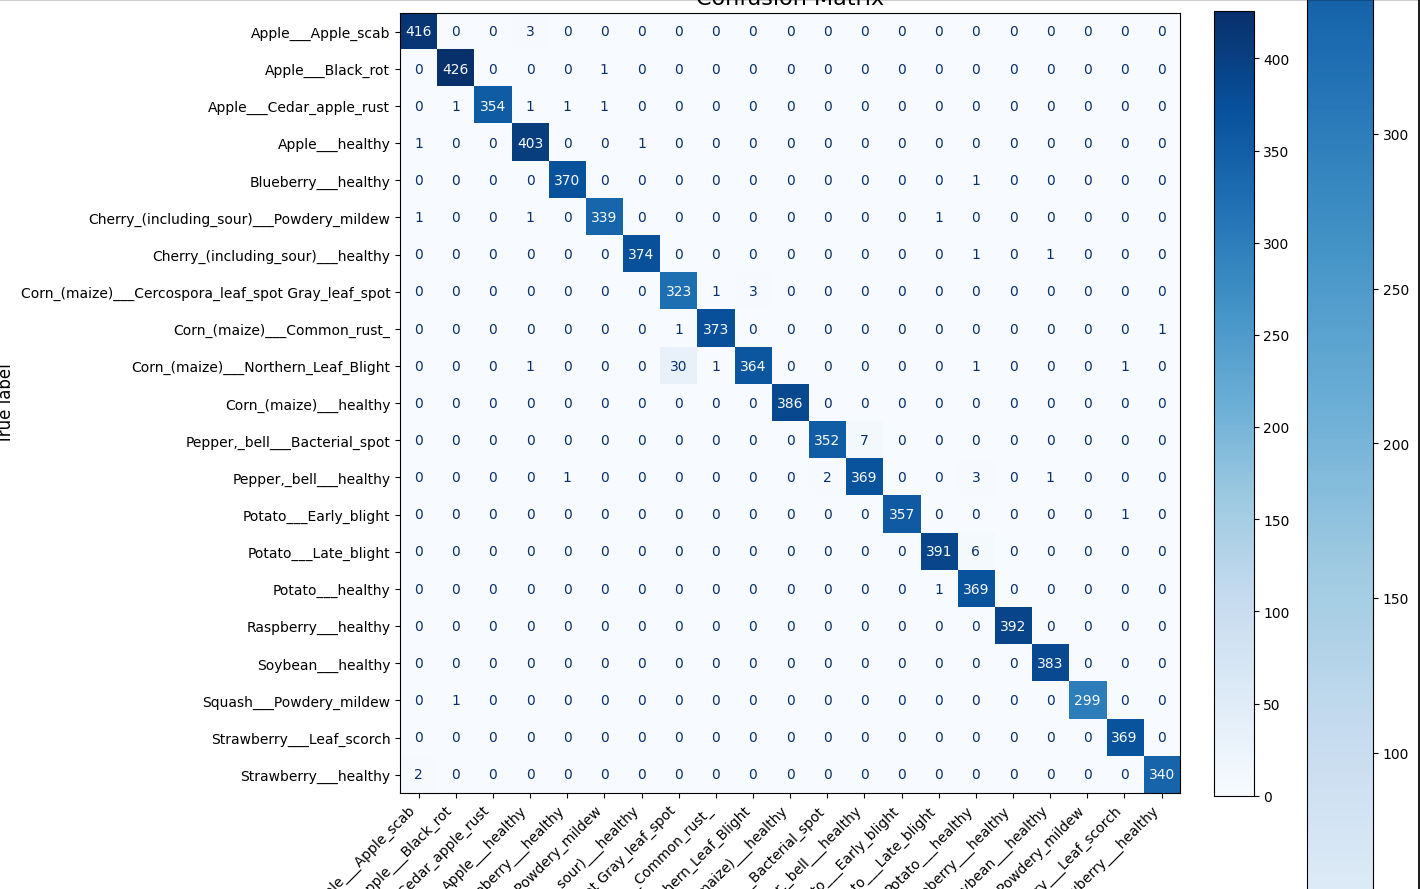 Confusion Matrix
Apple___Apple_scab 416 0 0 3 0 0 0 0 0 0 0 0 0 0 0 0 0 0 0 0 0
Apple___Black_rot 0 426 0 0 0 1 0 0 0 0 0 0 0 0 0 0 0 0 0 0 0
Apple___Cedar_apple_rust 0 1 354 1 1 1 0 0 0 0 0 0 0 0 0 0 0 0 0 0 0
Apple___healthy 1 0 0 403 0 0 1 0 0 0 0 0 0 0 0 0 0 0 0 0 0
Blueberry___healthy 0 0 0 0 370 0 0 0 0 0 0 0 0 0 0 1 0 0 0 0 0
Cherry_(including_sour)___Powdery_mildew 1 0 0 1 0 339 0 0 0 0 0 0 0 0 1 0 0 0 0 0 0
Cherry_(including_sour)___healthy 0 0 0 0 0 0 374 0 0 0 0 0 0 0 0 1 0 1 0 0 0
Corn_(maize)___Cercospora_leaf_spot Gray_leaf_spot 0 0 0 0 0 0 0 323 1 3 0 0 0 0 0 0 0 0 0 0 0
Corn_(maize)___Common_rust_ 0 0 0 0 0 0 0 1 373 0 0 0 0 0 0 0 0 0 0 0 1
Corn_(maize)___Northern_Leaf_Blight 0 0 0 1 0 0 0 30 1 364 0 0 0 0 0 1 0 0 0 1 0
Corn_(maize)___healthy 0 0 0 0 0 0 0 0 0 0 386 0 0 0 0 0 0 0 0 0 0
Pepper,_bell___Bacterial_spot 0 0 0 0 0 0 0 0 0 0 0 352 7 0 0 0 0 0 0 0 0
Pepper,_bell___healthy 0 0 0 0 1 0 0 0 0 0 0 2 369 0 0 3 0 1 0 0 0
Potato___Early_blight 0 0 0 0 0 0 0 0 0 0 0 0 0 357 0 0 0 0 0 1 0
Potato___Late_blight 0 0 0 0 0 0 0 0 0 0 0 0 0 0 391 6 0 0 0 0 0
Potato___healthy 0 0 0 0 0 0 0 0 0 0 0 0 0 0 1 369 0 0 0 0 0
Raspberry___healthy 0 0 0 0 0 0 0 0 0 0 0 0 0 0 0 0 392 0 0 0 0
Soybean___healthy 0 0 0 0 0 0 0 0 0 0 0 0 0 0 0 0 0 383 0 0 0
Squash___Powdery_mildew 0 1 0 0 0 0 0 0 0 0 0 0 0 0 0 0 0 0 299 0 0
Strawberry___Leaf_scorch 0 0 0 0 0 0 0 0 0 0 0 0 0 0 0 0 0 0 0 369 0
Strawberry___healthy 2 0 0 0 0 0 0 0 0 0 0 0 0 0 0 0 0 0 0 0 340
True label
ple___Apple_scab
pple___Black_rot
Cedar_apple_rust
Apple___healthy
berry___healthy
Powdery_mildew
sour)___healthy
ot Gray_leaf_spot
_Common_rust_
hern_Leaf_Blight
maize)___healthy
_Bacterial_spot
_bell___healthy
to___Early_blight
to___Late_blight
Potato___healthy
pberry___healthy
ybean___healthy
Powdery_mildew
ry___Leaf_scorch
wberry___healthy
400
350
300
250
200
150
100
50
0
300
250
200
150
100